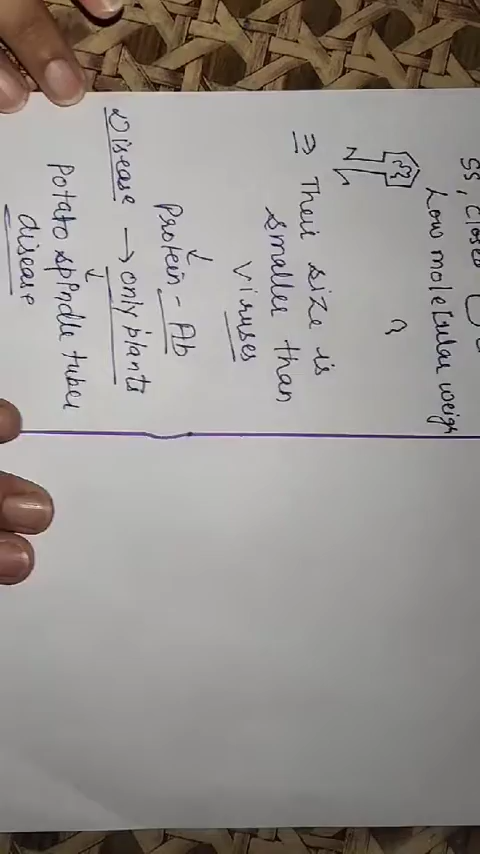 ss, closed
Low molecular weigh
⇒ Their size is
smaller than
viruses
Protein - Ab
Disease → only plants
Potato spindle tuber
disease